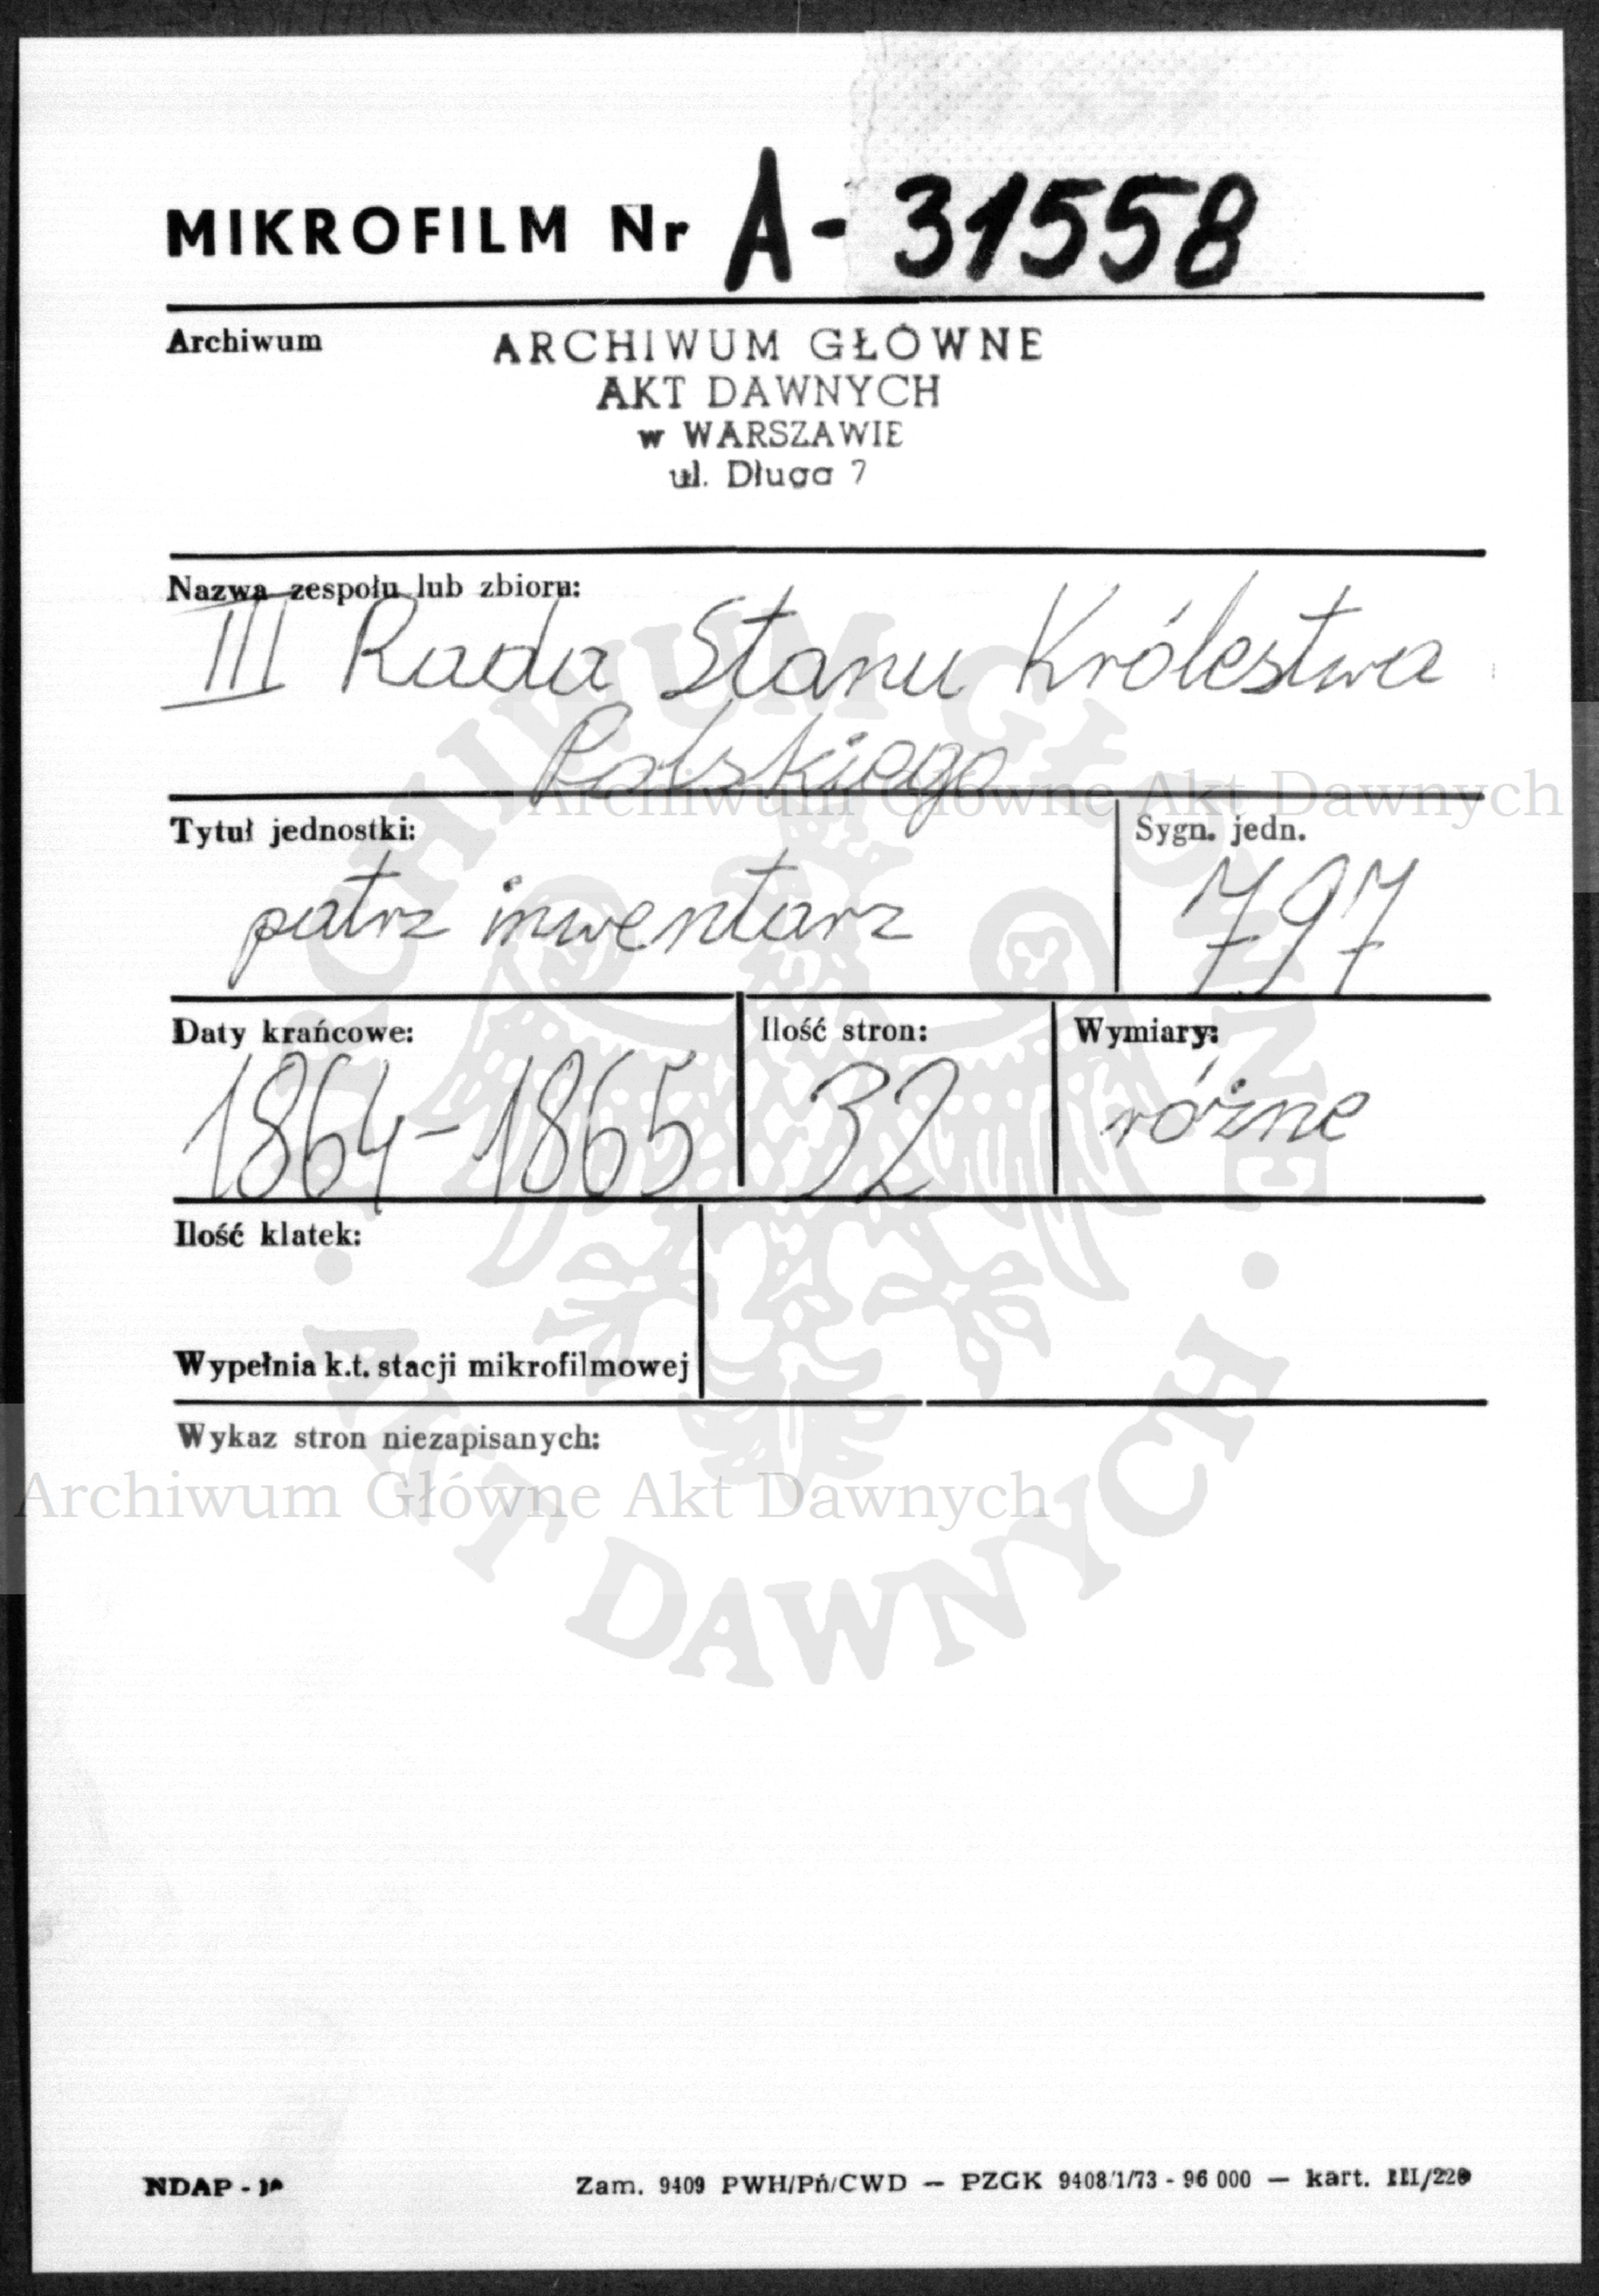 MIKROFILM Nr A-31558
Archiwum
ARCHIWUM GŁÓWNE
AKT DAWNYCH
w WARSZAWIE
ul. Długa 7
Nazwa zespołu lub zbioru:
III Rada Stanu Królestwa
Polskiego
Archiwum Główne Akt Dawnych
Tytuł jednostki:
Sygn. jedn.
patrz inwentarz
797
Daty krańcowe:
Ilość stron:
Wymiary:
1864-1865
32
różne
Ilość klatek:
Wypełnia k.t. stacji mikrofilmowej
Wykaz stron niezapisanych:
Archiwum Główne Akt Dawnych
ARCHIWUM GŁÓWNE
· AKT DAWNYCH ·
NDAP -
Zam. 9409 PWH/Pń/CWD — PZGK 9408/1/73 - 96 000 — kart. III/220